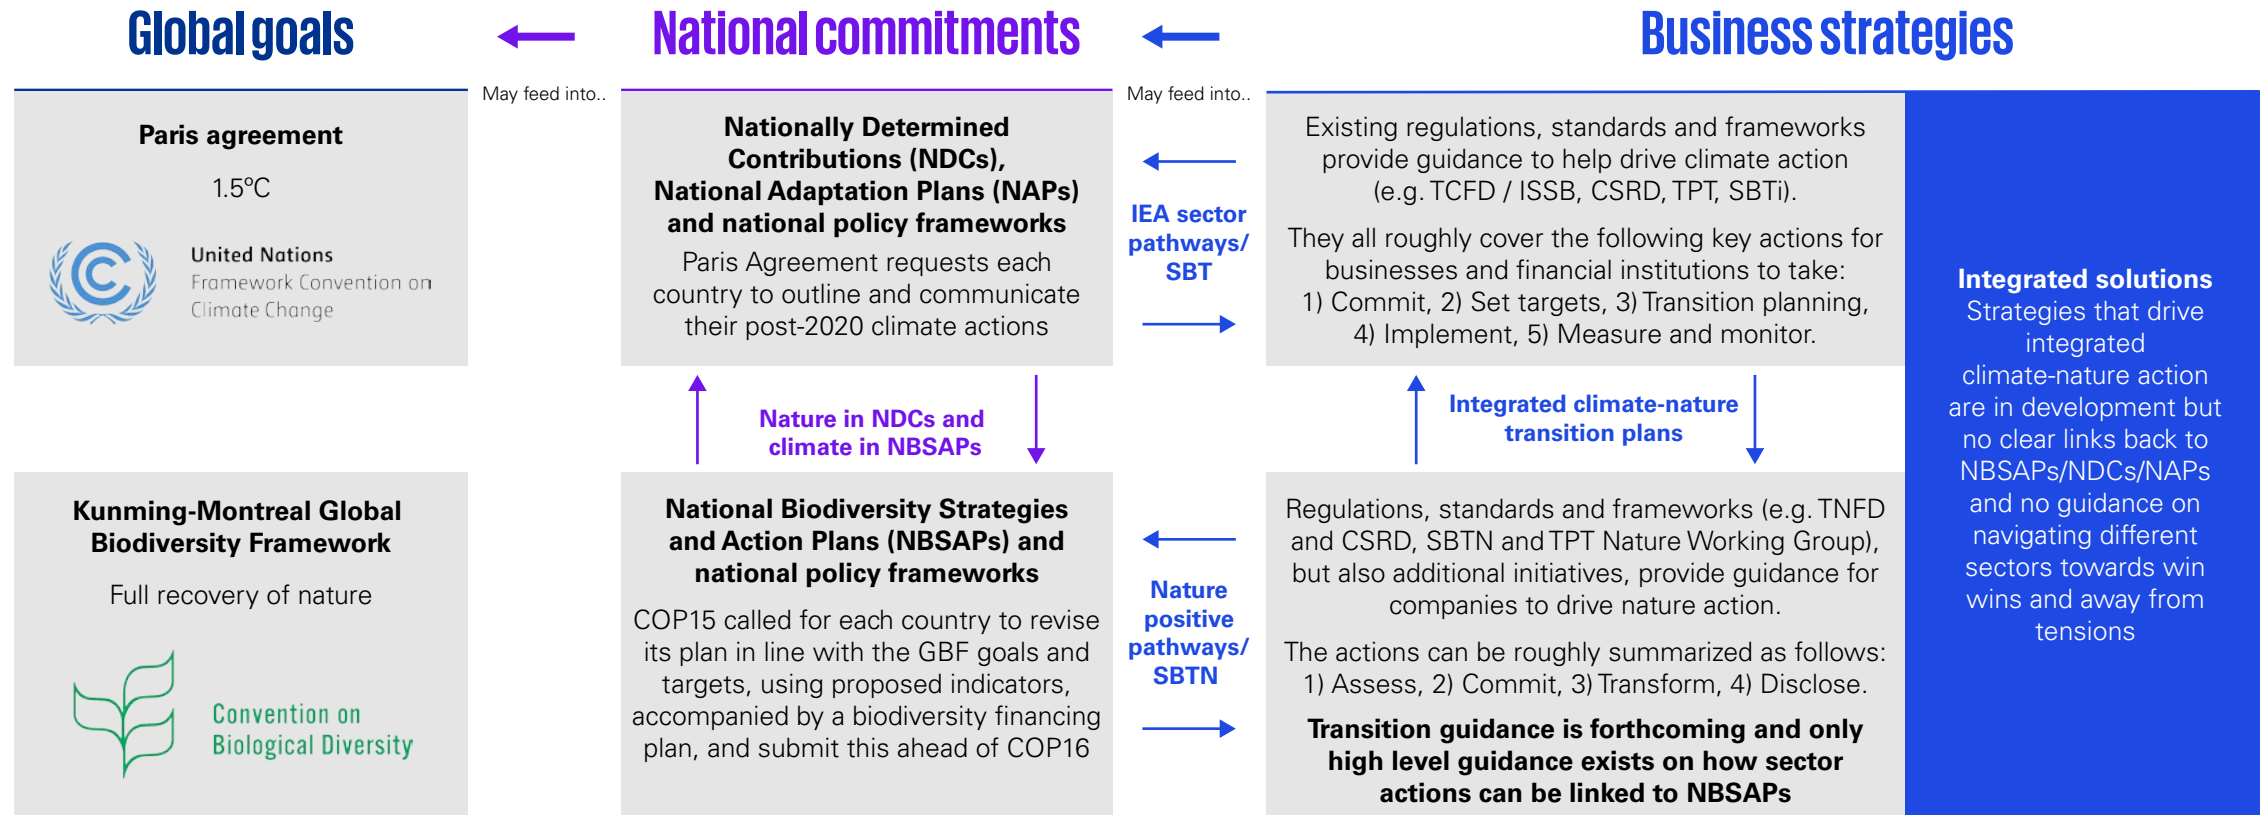 Global goals
National commitments
Business strategies
May feed into..
May feed into..
Paris agreement
1.5°C
United Nations
Framework Convention on
Climate Change
Nationally Determined
Contributions (NDCs),
National Adaptation Plans (NAPs)
and national policy frameworks
Paris Agreement requests each
country to outline and communicate
their post-2020 climate actions
IEA sector
pathways/
SBT
Existing regulations, standards and frameworks
provide guidance to help drive climate action
(e.g. TCFD / ISSB, CSRD, TPT, SBTi).
They all roughly cover the following key actions for
businesses and financial institutions to take:
1) Commit, 2) Set targets, 3) Transition planning,
4) Implement, 5) Measure and monitor.
Nature in NDCs and
climate in NBSAPs
Integrated climate-nature
transition plans
Kunming-Montreal Global
Biodiversity Framework
Full recovery of nature
Convention on
Biological Diversity
National Biodiversity Strategies
and Action Plans (NBSAPs) and
national policy frameworks
COP15 called for each country to revise
its plan in line with the GBF goals and
targets, using proposed indicators,
accompanied by a biodiversity financing
plan, and submit this ahead of COP16
Nature
positive
pathways/
SBTN
Regulations, standards and frameworks (e.g. TNFD
and CSRD, SBTN and TPT Nature Working Group),
but also additional initiatives, provide guidance for
companies to drive nature action.
The actions can be roughly summarized as follows:
1) Assess, 2) Commit, 3) Transform, 4) Disclose.
Transition guidance is forthcoming and only
high level guidance exists on how sector
actions can be linked to NBSAPs
Integrated solutions
Strategies that drive
integrated
climate-nature action
are in development but
no clear links back to
NBSAPs/NDCs/NAPs
and no guidance on
navigating different
sectors towards win
wins and away from
tensions